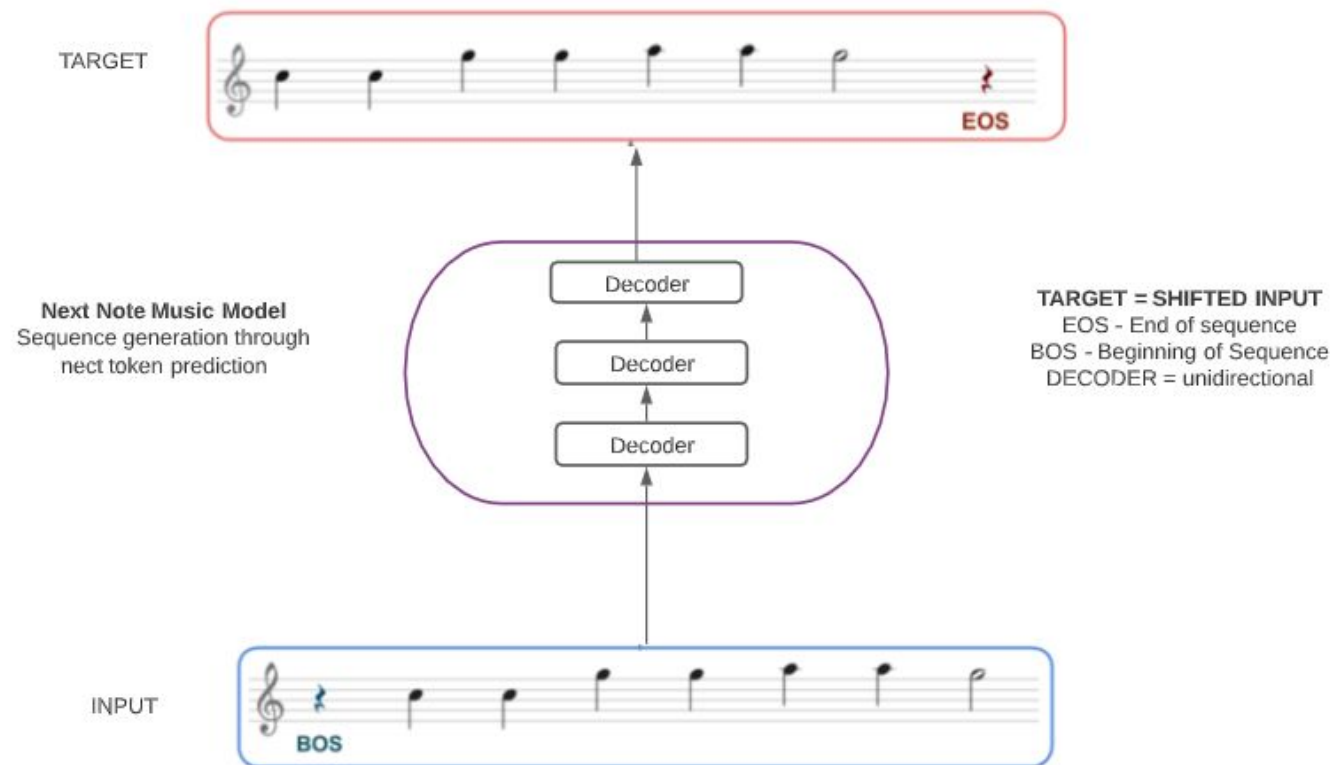 TARGET
EOS
Decoder
Decoder
Decoder
Next Note Music Model
Sequence generation through
nect token prediction
TARGET = SHIFTED INPUT
EOS - End of sequence
BOS - Beginning of Sequence
DECODER = unidirectional
INPUT
BOS